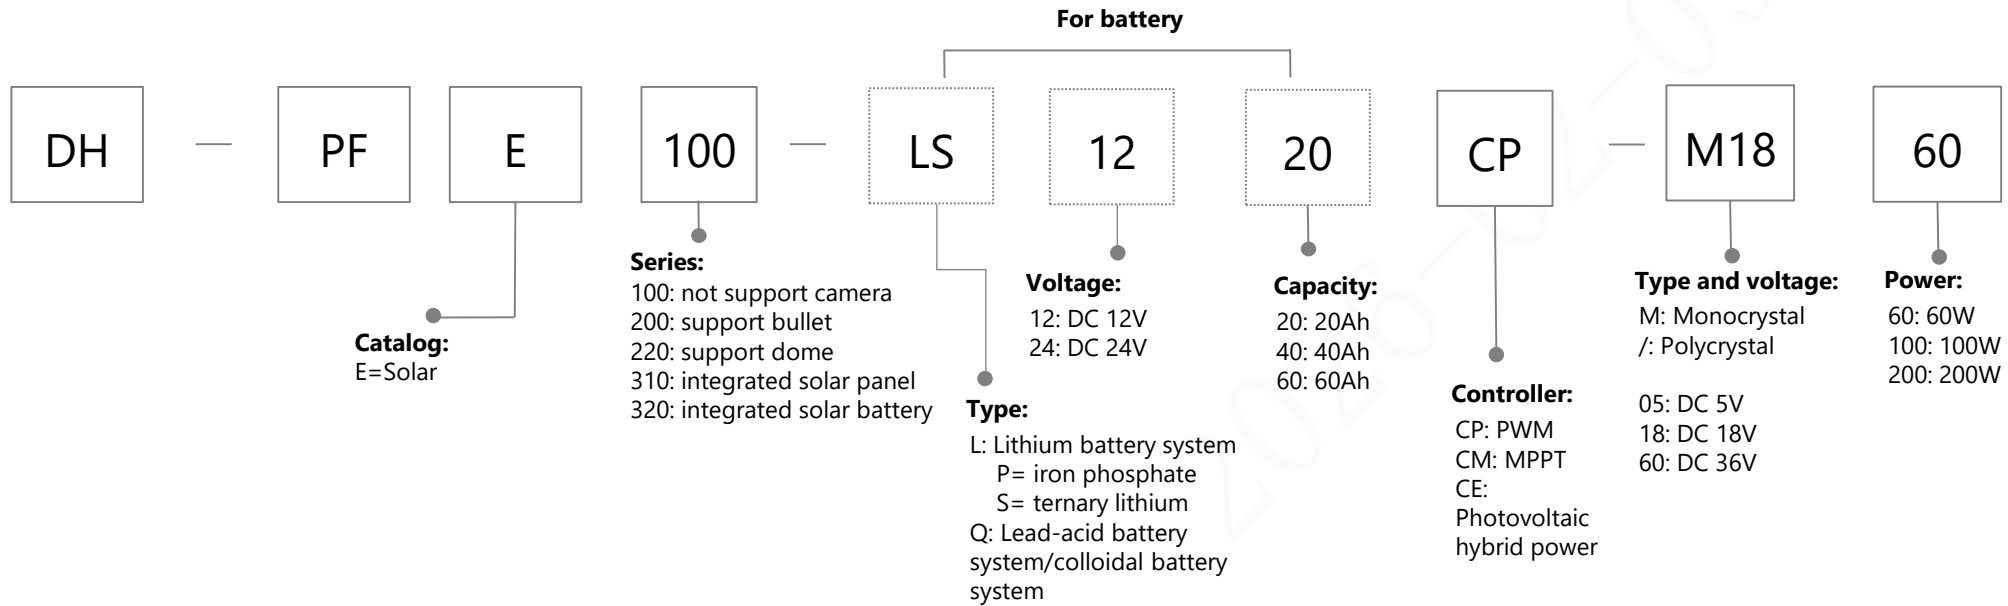 For battery
DH — PF E 100 — LS 12 20 CP — M18 60
Catalog:
E=Solar
Series:
100: not support camera
200: support bullet
220: support dome
310: integrated solar panel
320: integrated solar battery
Type:
L: Lithium battery system
P= iron phosphate
S= ternary lithium
Q: Lead-acid battery
system/colloidal battery
system
Voltage:
12: DC 12V
24: DC 24V
Capacity:
20: 20Ah
40: 40Ah
60: 60Ah
Controller:
CP: PWM
CM: MPPT
CE:
Photovoltaic
hybrid power
Type and voltage:
M: Monocrystal
/: Polycrystal
05: DC 5V
18: DC 18V
60: DC 36V
Power:
60: 60W
100: 100W
200: 200W